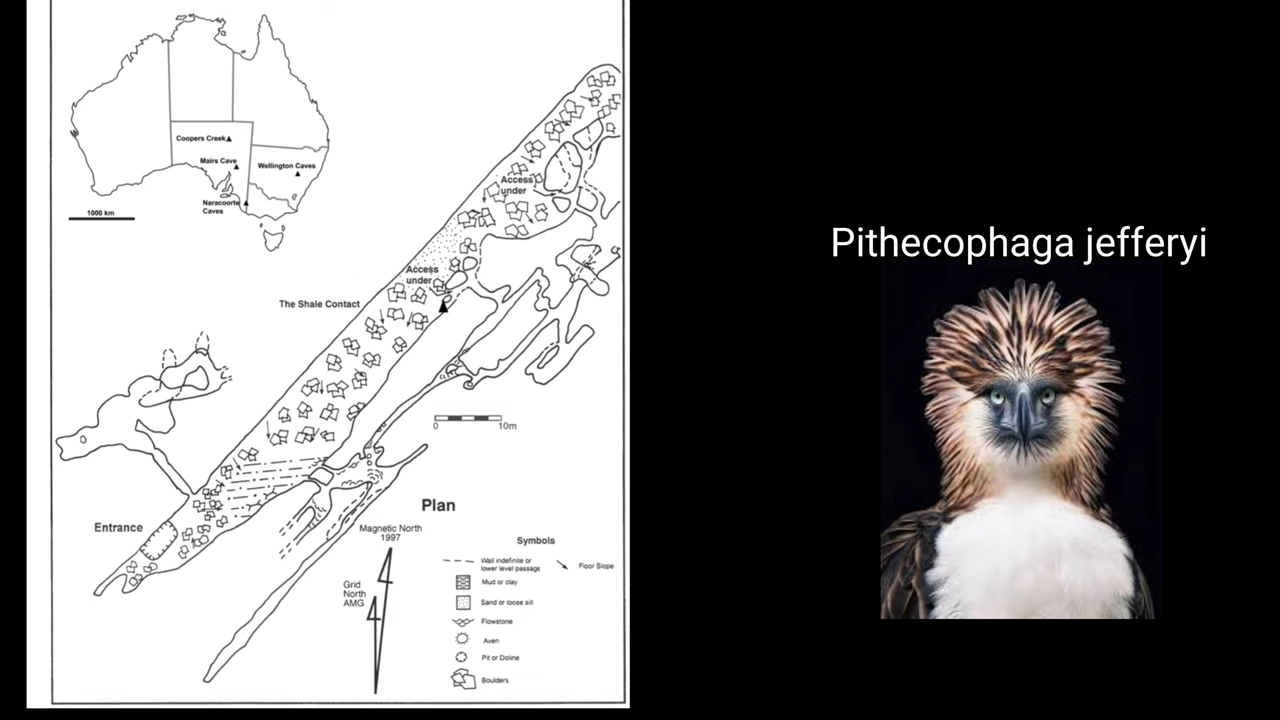 Coopers Creek
Mairs Cave
Wellington Caves
Naracoorte
Caves
1000 km
Access
under
Access
under
The Shale Contact
10m
Entrance
Plan
Magnetic North
1997
Grid
North
AMG
Symbols
Wall indefinite or
lower level passage
Floor Slope
Mud or clay
Sand or loose silt
Flowstone
Aven
Pit or Doline
Boulders
Pithecophaga jefferyi